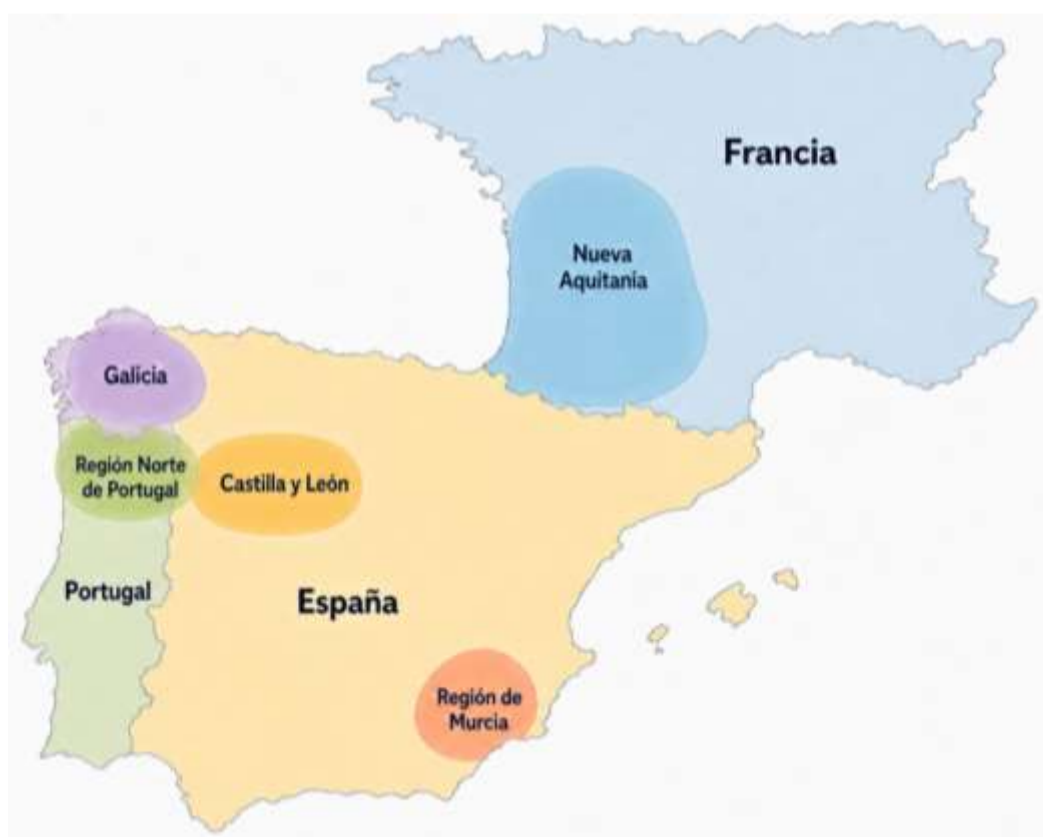 Francia
Nueva
Aquitania
Galicia
Región Norte
de Portugal
Castilla y León
Portugal
España
Región de
Murcia